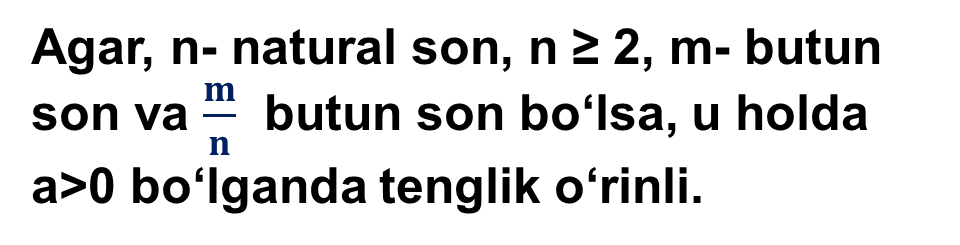 Agar, n- natural son, n ≥ 2, m- butun
son va m/n butun son bo‘lsa, u holda
a>0 bo‘lganda tenglik o‘rinli.